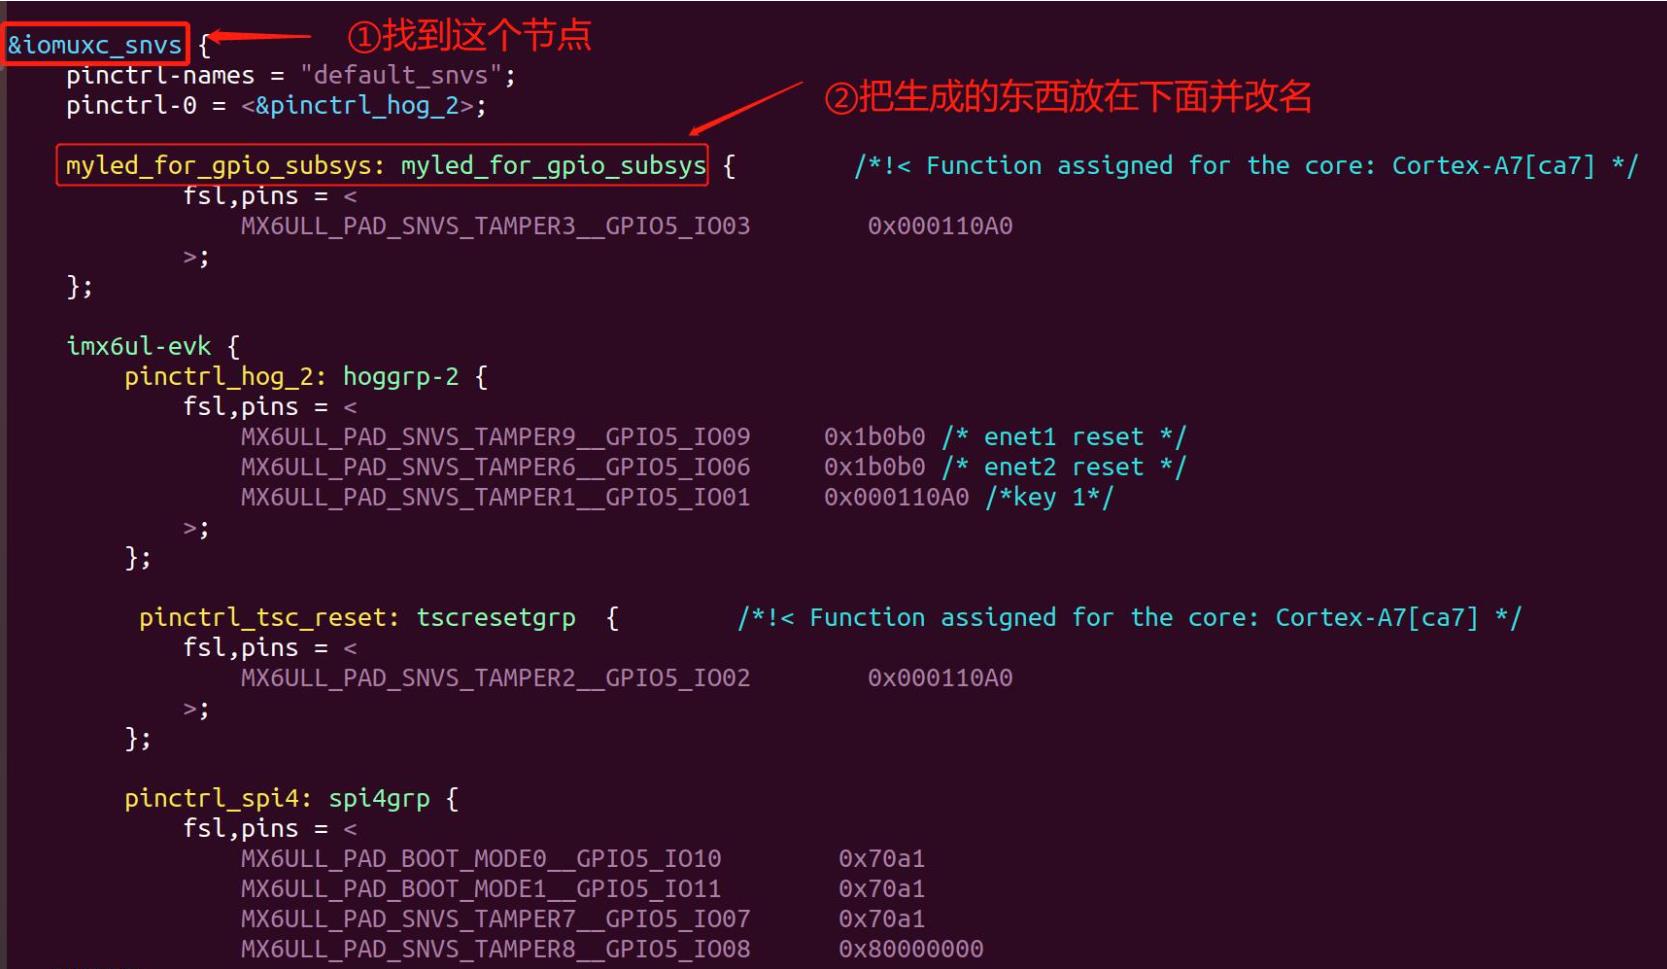 &iomuxc_snvs {
①找到这个节点
pinctrl-names = "default_snvs";
pinctrl-0 = <&pinctrl_hog_2>;
②把生成的东西放在下面并改名
myled_for_gpio_subsys: myled_for_gpio_subsys { /*!< Function assigned for the core: Cortex-A7[ca7] */
fsl,pins = <
MX6ULL_PAD_SNVS_TAMPER3__GPIO5_IO03 0x000110A0
>;
};
imx6ul-evk {
pinctrl_hog_2: hoggrp-2 {
fsl,pins = <
MX6ULL_PAD_SNVS_TAMPER9__GPIO5_IO09 0x1b0b0 /* enet1 reset */
MX6ULL_PAD_SNVS_TAMPER6__GPIO5_IO06 0x1b0b0 /* enet2 reset */
MX6ULL_PAD_SNVS_TAMPER1__GPIO5_IO01 0x000110A0 /*key 1*/
>;
};
pinctrl_tsc_reset: tscresetgrp { /*!< Function assigned for the core: Cortex-A7[ca7] */
fsl,pins = <
MX6ULL_PAD_SNVS_TAMPER2__GPIO5_IO02 0x000110A0
>;
};
pinctrl_spi4: spi4grp {
fsl,pins = <
MX6ULL_PAD_BOOT_MODE0__GPIO5_IO10 0x70a1
MX6ULL_PAD_BOOT_MODE1__GPIO5_IO11 0x70a1
MX6ULL_PAD_SNVS_TAMPER7__GPIO5_IO07 0x70a1
MX6ULL_PAD_SNVS_TAMPER8__GPIO5_IO08 0x80000000